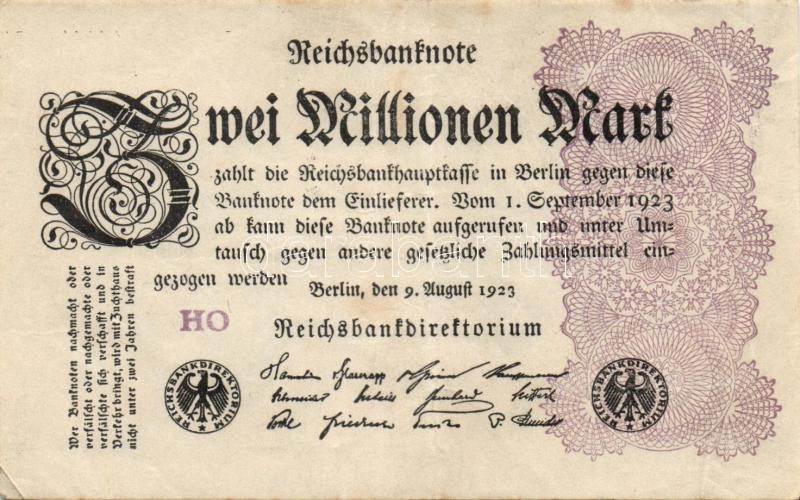 Reichsbanknote
Zwei Millionen Mark
zahlt die Reichsbankhauptkasse in Berlin gegen diese
Banknote dem Einlieferer. Vom 1. September 1923
ab kann diese Banknote aufgerufen und unter Um-
tausch gegen andere gesetzliche Zahlungsmittel ein-
gezogen werden
Berlin, den 9. August 1923
HO
Reichsbankdirektorium
REICHSBANKDIREKTORIUM
REICHSBANKDIREKTORIUM
Wer Banknoten nachmacht oder
verfälscht oder nachgemachte oder
verfälschte sich verschafft und in
Verkehr bringt, wird mit Zuchthaus
nicht unter zwei Jahren bestraft
darabanth